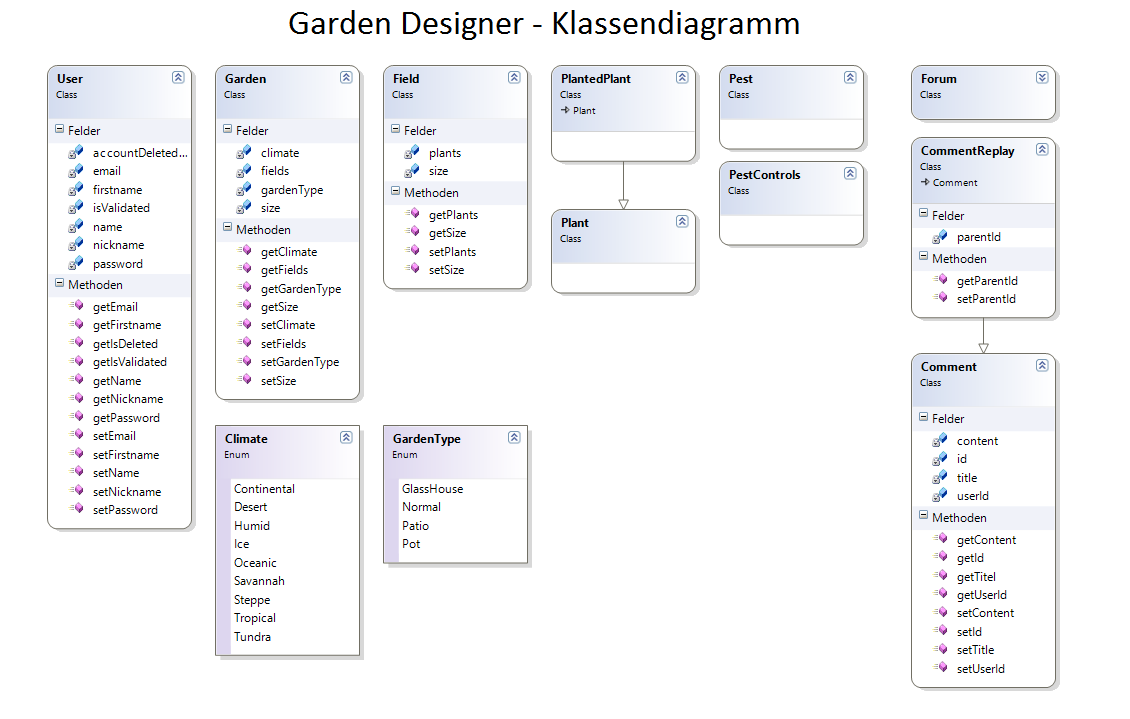 Garden Designer - Klassendiagramm
User
Class
Felder
accountDeleted...
email
firstname
isValidated
name
nickname
password
Methoden
getEmail
getFirstname
getIsDeleted
getIsValidated
getName
getNickname
getPassword
setEmail
setFirstname
setName
setNickname
setPassword
Garden
Class
Felder
climate
fields
gardenType
size
Methoden
getClimate
getFields
getGardenType
getSize
setClimate
setFields
setGardenType
setSize
Climate
Enum
Continental
Desert
Humid
Ice
Oceanic
Savannah
Steppe
Tropical
Tundra
Field
Class
Felder
plants
size
Methoden
getPlants
getSize
setPlants
setSize
GardenType
Enum
GlassHouse
Normal
Patio
Pot
PlantedPlant
Class
Plant
Plant
Class
Pest
Class
PestControls
Class
Forum
Class
CommentReplay
Class
Comment
Felder
parentId
Methoden
getParentId
setParentId
Comment
Class
Felder
content
id
title
userId
Methoden
getContent
getId
getTitel
getUserId
setContent
setId
setTitle
setUserId